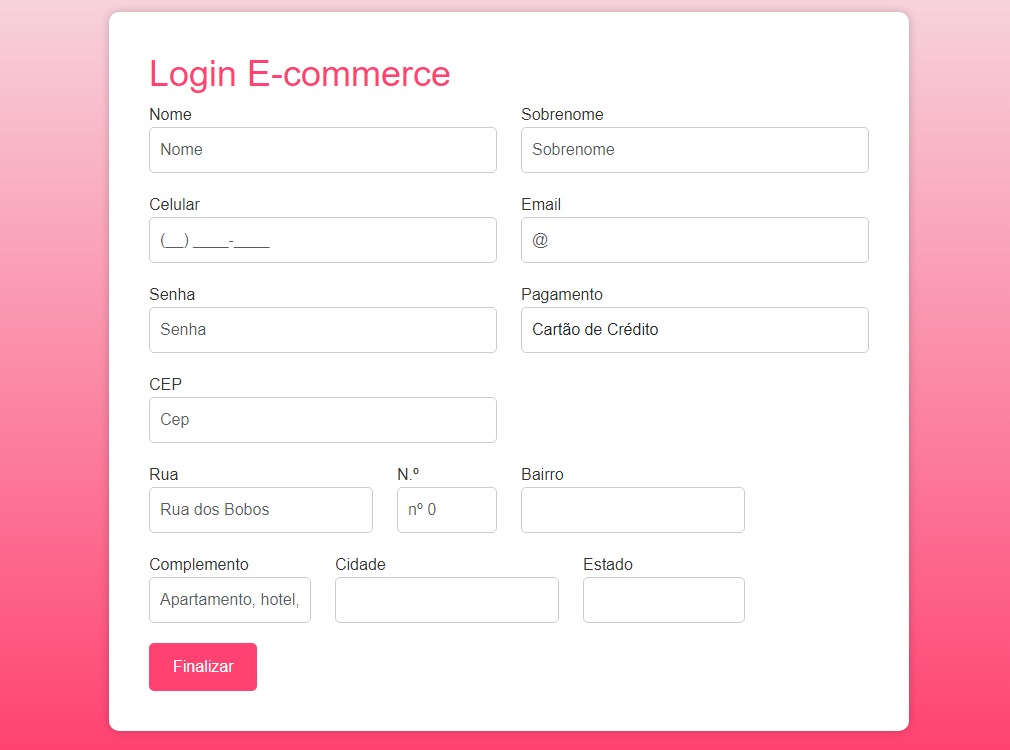 Login E-commerce
Nome Sobrenome
Nome Sobrenome
Celular Email
(__) ____-____ @
Senha Pagamento
Senha Cartão de Crédito
CEP
Cep
Rua N.º Bairro
Rua dos Bobos nº 0
Complemento Cidade Estado
Apartamento, hotel,
Finalizar